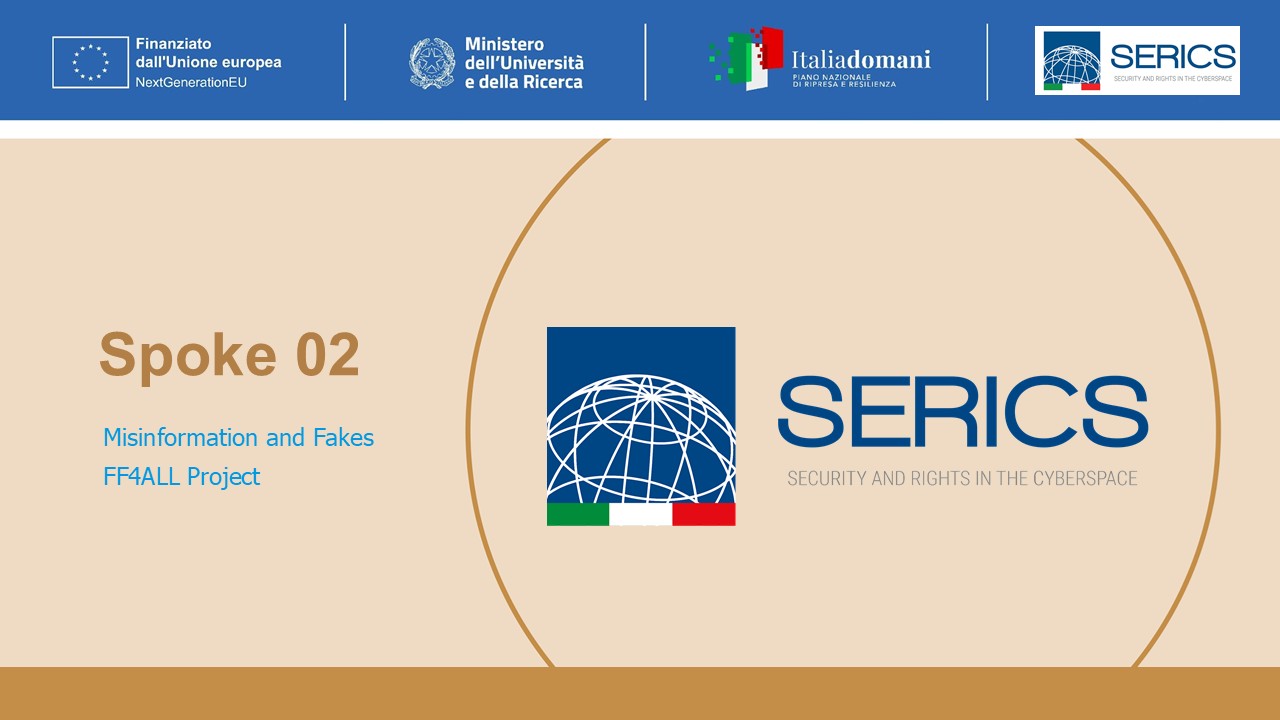 Finanziato
dall'Unione europea
NextGenerationEU
Ministero
dell'Università
e della Ricerca
Italiadomani
PIANO NAZIONALE
DI RIPRESA E RESILIENZA
SERICS
SECURITY AND RIGHTS IN THE CYBERSPACE
Spoke 02
Misinformation and Fakes
FF4ALL Project
SERICS
SECURITY AND RIGHTS IN THE CYBERSPACE